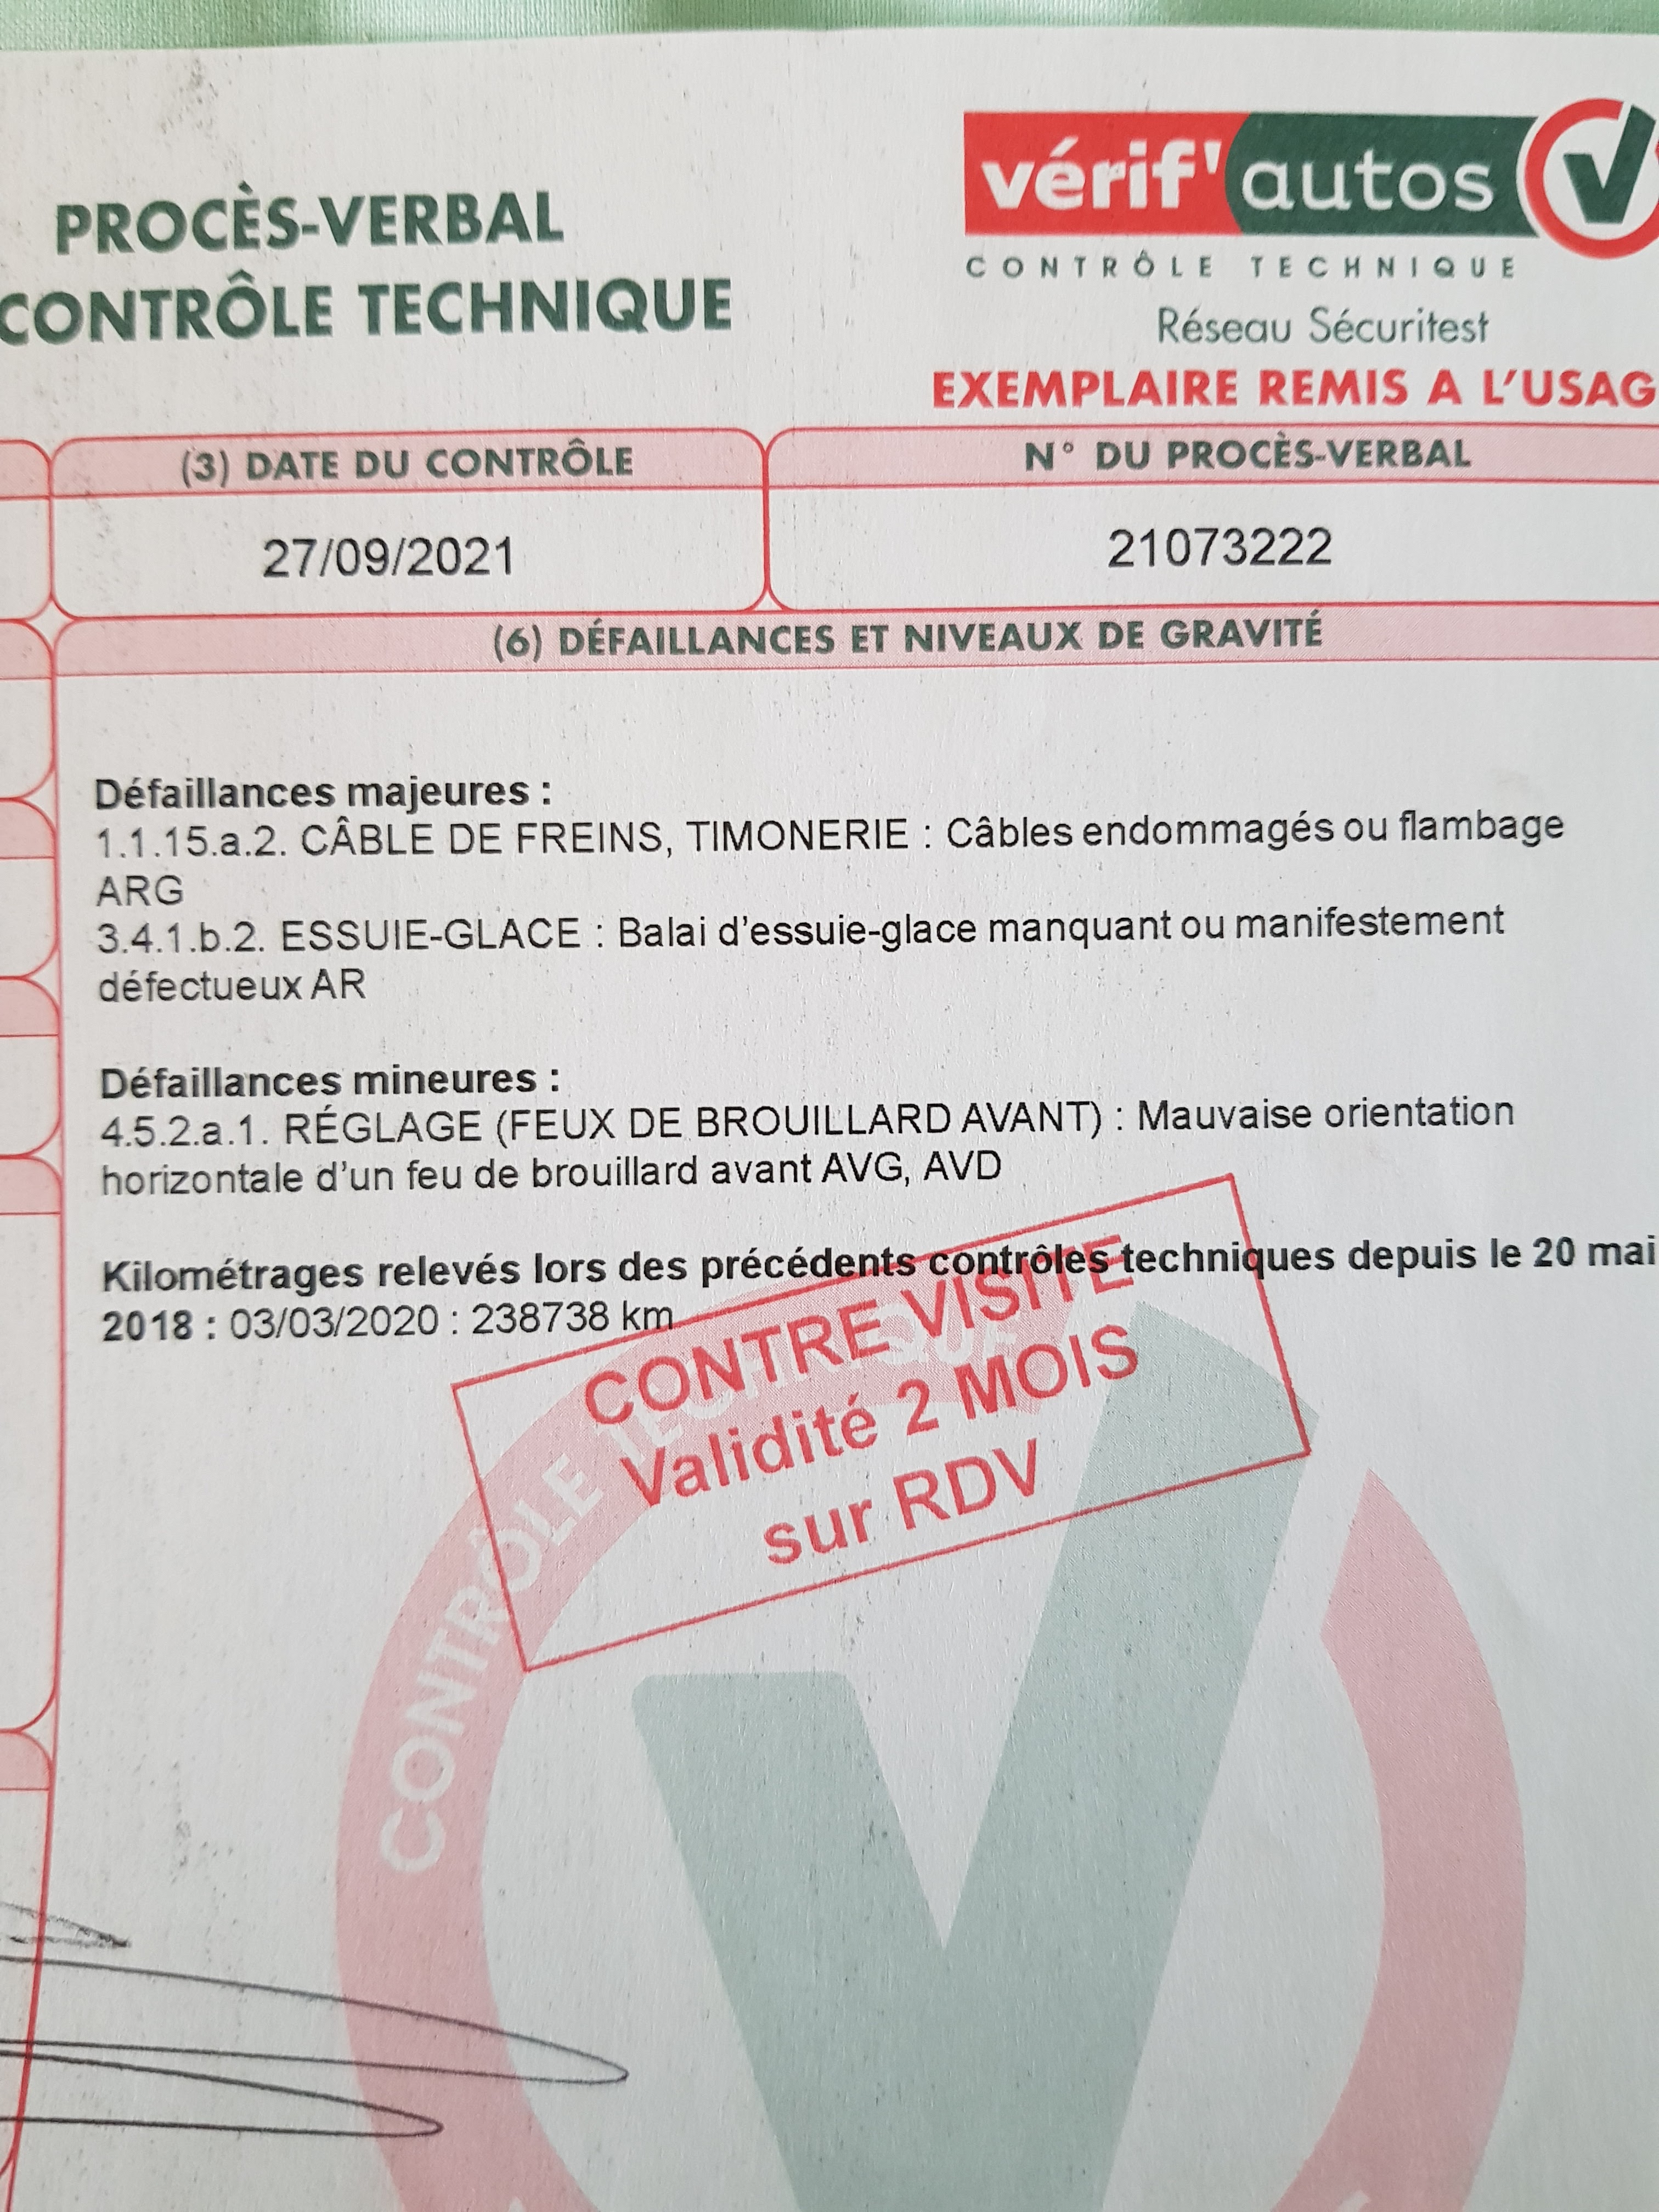 vérif'autos
CONTRÔLE TECHNIQUE
Réseau Sécuritest
PROCÈS-VERBAL
CONTRÔLE TECHNIQUE
EXEMPLAIRE REMIS A L'USAG
(3) DATE DU CONTRÔLE
N° DU PROCÈS-VERBAL
27/09/2021
21073222
(6) DÉFAILLANCES ET NIVEAUX DE GRAVITÉ
Défaillances majeures :
1.1.15.a.2. CÂBLE DE FREINS, TIMONERIE : Câbles endommagés ou flambage
ARG
3.4.1.b.2. ESSUIE-GLACE : Balai d'essuie-glace manquant ou manifestement
défectueux AR
Défaillances mineures :
4.5.2.a.1. RÉGLAGE (FEUX DE BROUILLARD AVANT) : Mauvaise orientation
horizontale d'un feu de brouillard avant AVG, AVD
Kilométrages relevés lors des précédents contrôles techniques depuis le 20 mai
2018 : 03/03/2020 : 238738 km
CONTRE VISITE
Validité 2 MOIS
sur RDV
CONTRÔLE